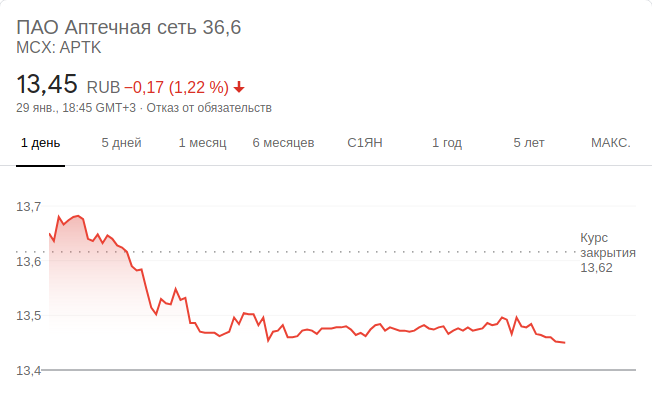 ПАО Аптечная сеть 36,6
MCX: APTK
13,45 RUB −0,17 (1,22 %)
29 янв., 18:45 GMT+3 · Отказ от обязательств
1 день 5 дней 1 месяц 6 месяцев С1ЯН 1 год 5 лет МАКС.
13,7
Курс
закрытия
13,62
13,6
13,5
13,4